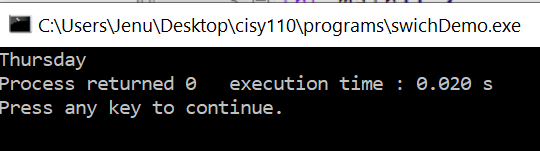 C:\Users\Jenu\Desktop\cisy110\programs\swichDemo.exe
Thursday
Process returned 0   execution time : 0.020 s
Press any key to continue.